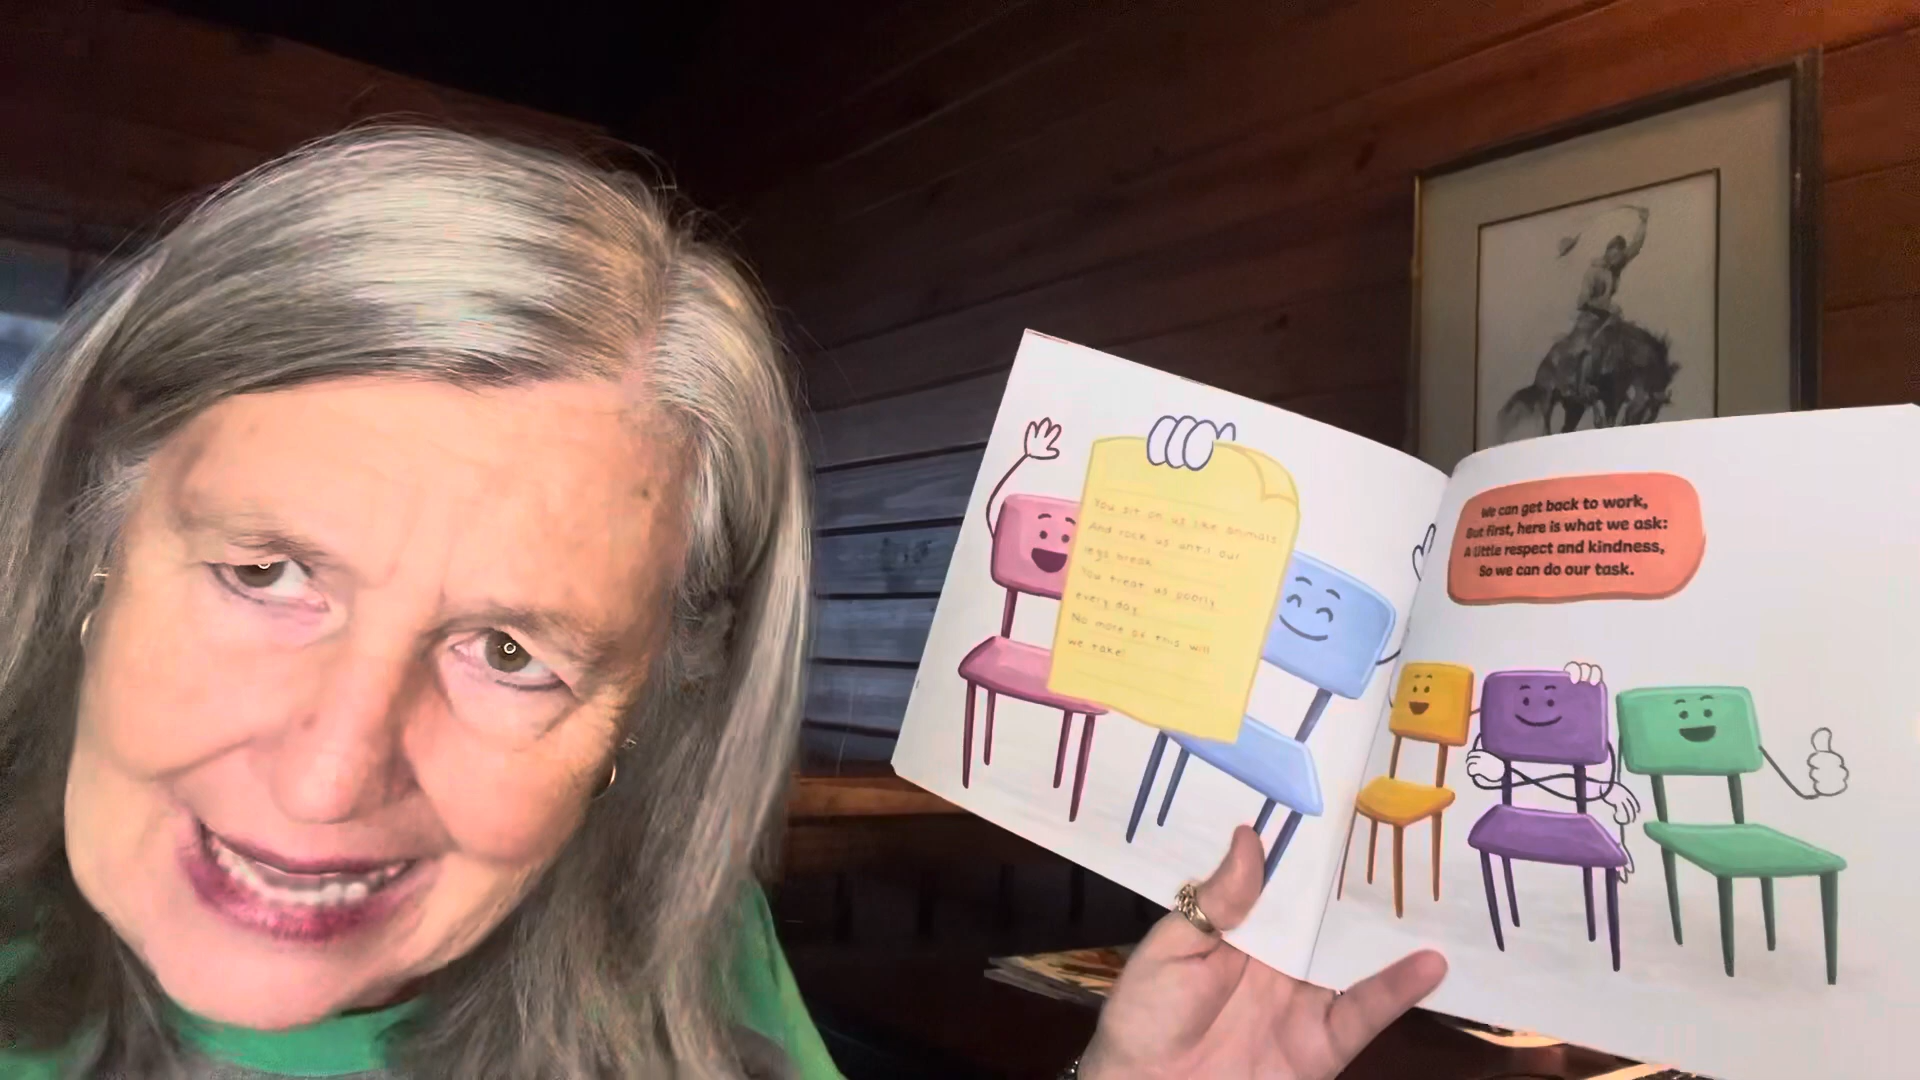 You sit on us like animals
And rock us until our
legs break
You treat us poorly
every day
No more of this will
we take!
We can get back to work,
But first, here is what we ask:
A little respect and kindness,
So we can do our task.